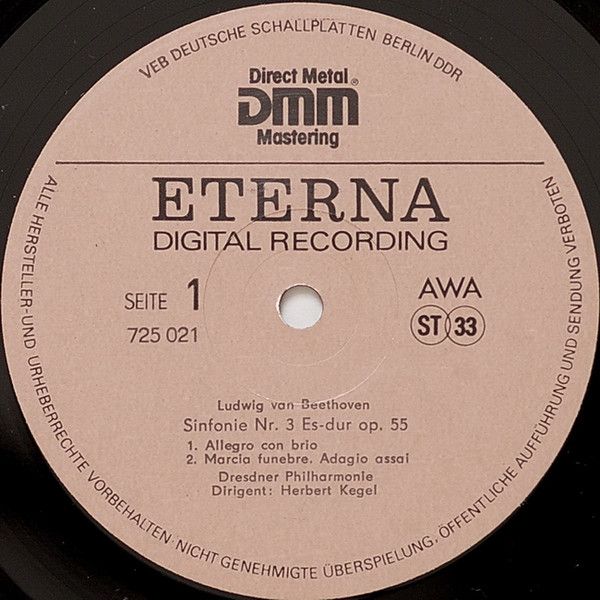 VEB DEUTSCHE SCHALLPLATTEN BERLIN DDR
Direct Metal®
DMM
Mastering
ETERNA
DIGITAL RECORDING
SEITE 1
725 021
AWA
ST 33
Ludwig van Beethoven
Sinfonie Nr. 3 Es-dur op. 55
1. Allegro con brio
2. Marcia funebre. Adagio assai
Dresdner Philharmonie
Dirigent: Herbert Kegel
ALLE HERSTELLER-UND URHEBERRECHTE VORBEHALTEN·NICHT GENEHMIGTE ÜBERSPIELUNG, ÖFFENTLICHE AUFFÜHRUNG UND SENDUNG VERBOTEN